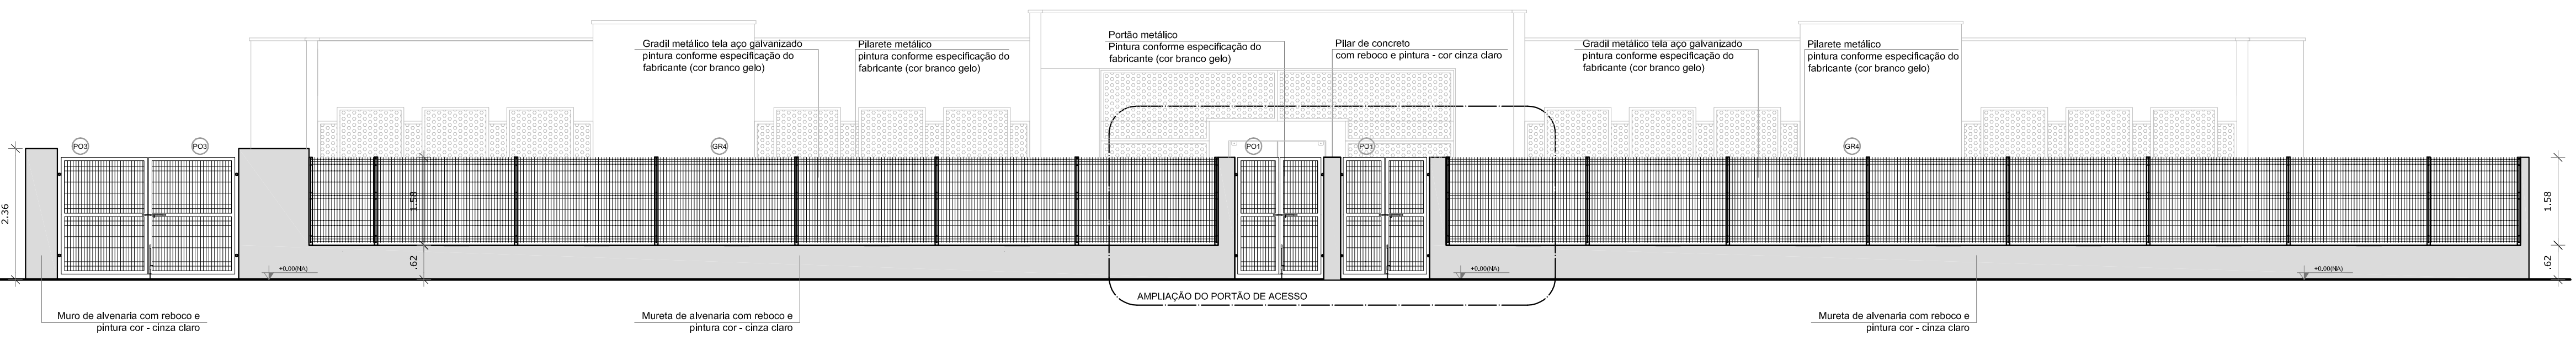 Gradil metálico tela aço galvanizado
pintura conforme especificação do
fabricante (cor branco gelo)
Pilarete metálico
pintura conforme especificação do
fabricante (cor branco gelo)
Portão metálico
Pintura conforme especificação do
fabricante (cor branco gelo)
Pilar de concreto
com reboco e pintura - cor cinza claro
Gradil metálico tela aço galvanizado
pintura conforme especificação do
fabricante (cor branco gelo)
Pilarete metálico
pintura conforme especificação do
fabricante (cor branco gelo)
PO3
PO3
GR4
PO1
PO1
GR4
2.36
1.58
.62
1.58
.62
+0,00(NA)
+0,00(NA)
+0,00(NA)
AMPLIAÇÃO DO PORTÃO DE ACESSO
Muro de alvenaria com reboco e
pintura cor - cinza claro
Mureta de alvenaria com reboco e
pintura cor - cinza claro
Mureta de alvenaria com reboco e
pintura cor - cinza claro